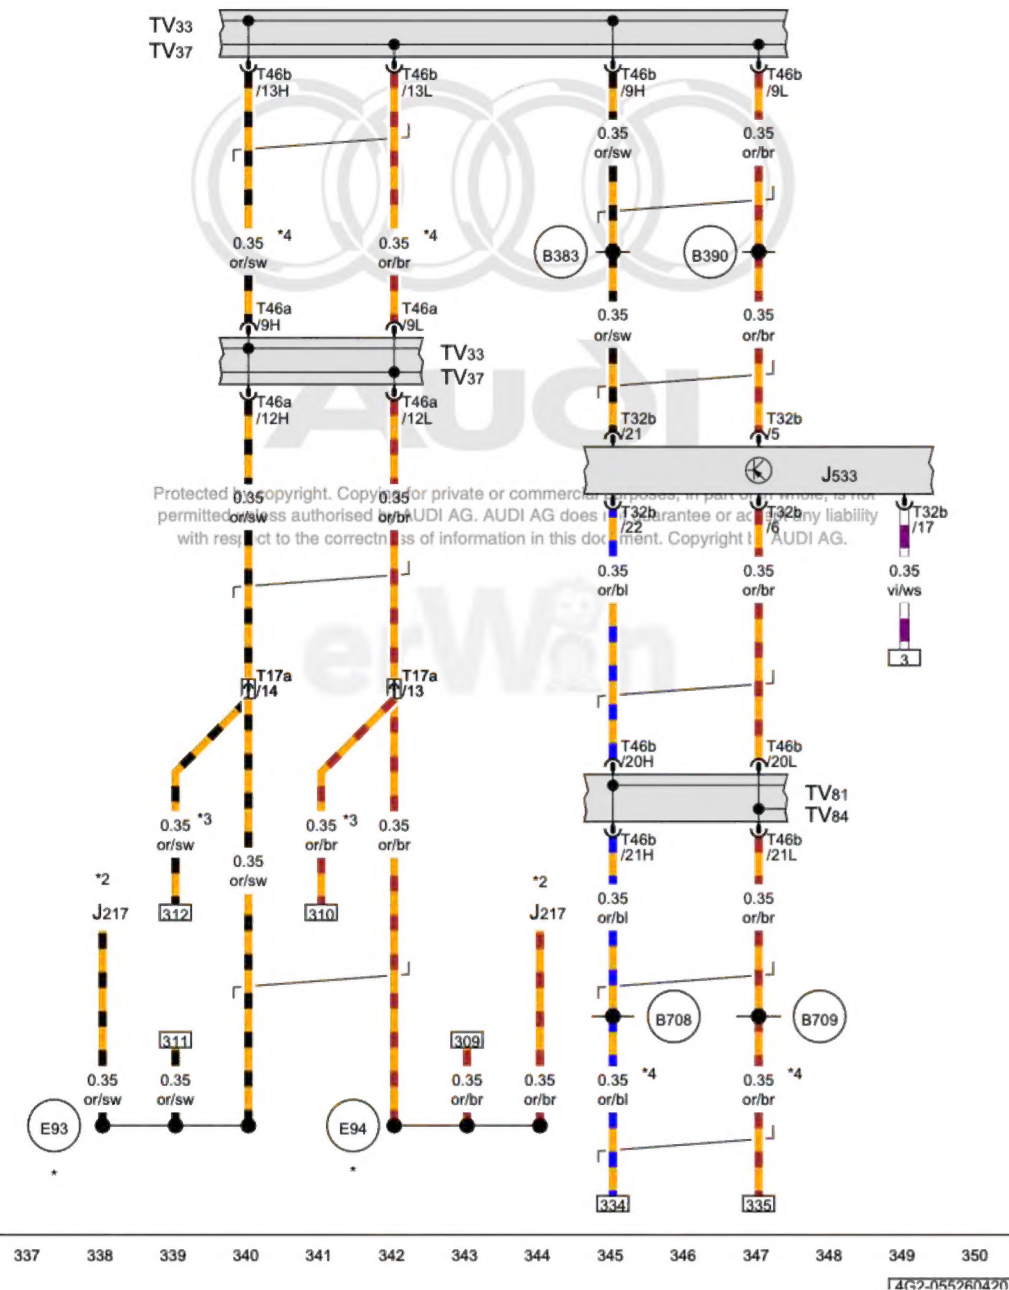 TV33
TV37
T46b
/13H
T46b
/13L
T46b
/9H
T46b
/9L
0.35
or/sw
0.35
or/br
*4
*4
0.35
or/sw
0.35
or/br
B383
B390
T46a
/9H
T46a
/9L
0.35
or/sw
0.35
or/br
TV33
TV37
AUDI
T46a
/12H
T46a
/12L
T32b
/21
T32b
/5
J533
Protected by copyright. Copying for private or commercial purposes, in part or in whole, is not
permitted unless authorised by AUDI AG. AUDI AG does not guarantee or accept any liability
with respect to the correctness of information in this document. Copyright by AUDI AG.
0.35
or/sw
0.35
or/br
T32b
/22
T32b
/6
T32b
/17
0.35
or/bl
0.35
or/br
0.35
vi/ws
erWin
3
T17a
/14
T17a
/13
T46b
/20H
T46b
/20L
TV81
TV84
0.35
or/sw
*3
0.35
or/br
*3
0.35
or/br
T46b
/21H
T46b
/21L
0.35
or/sw
*2
J217
312
310
*2
J217
0.35
or/bl
0.35
or/br
B708
B709
311
309
0.35
or/sw
0.35
or/sw
0.35
or/br
0.35
or/br
0.35
or/bl
*4
0.35
or/br
*4
E93
*
E94
*
334
335
337 338 339 340 341 342 343 344 345 346 347 348 349 350
4G2-055260420